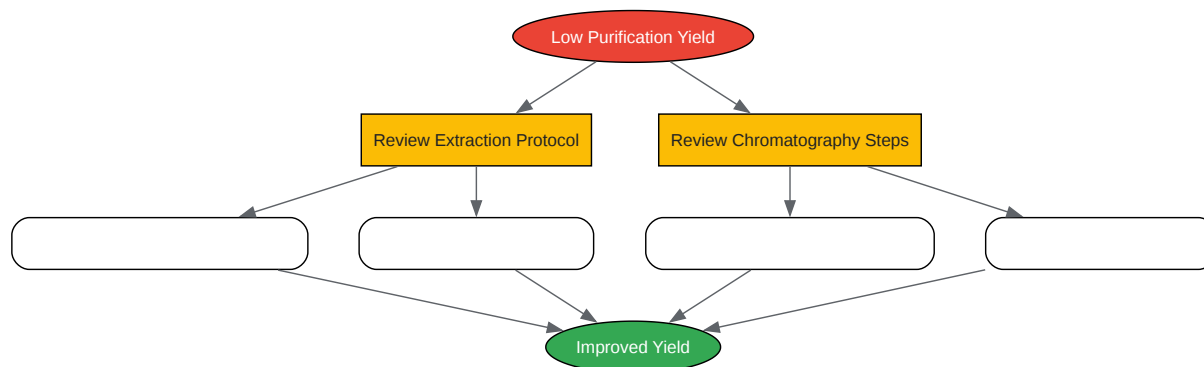 Low Purification Yield
Review Extraction Protocol
Review Chromatography Steps
Improved Yield